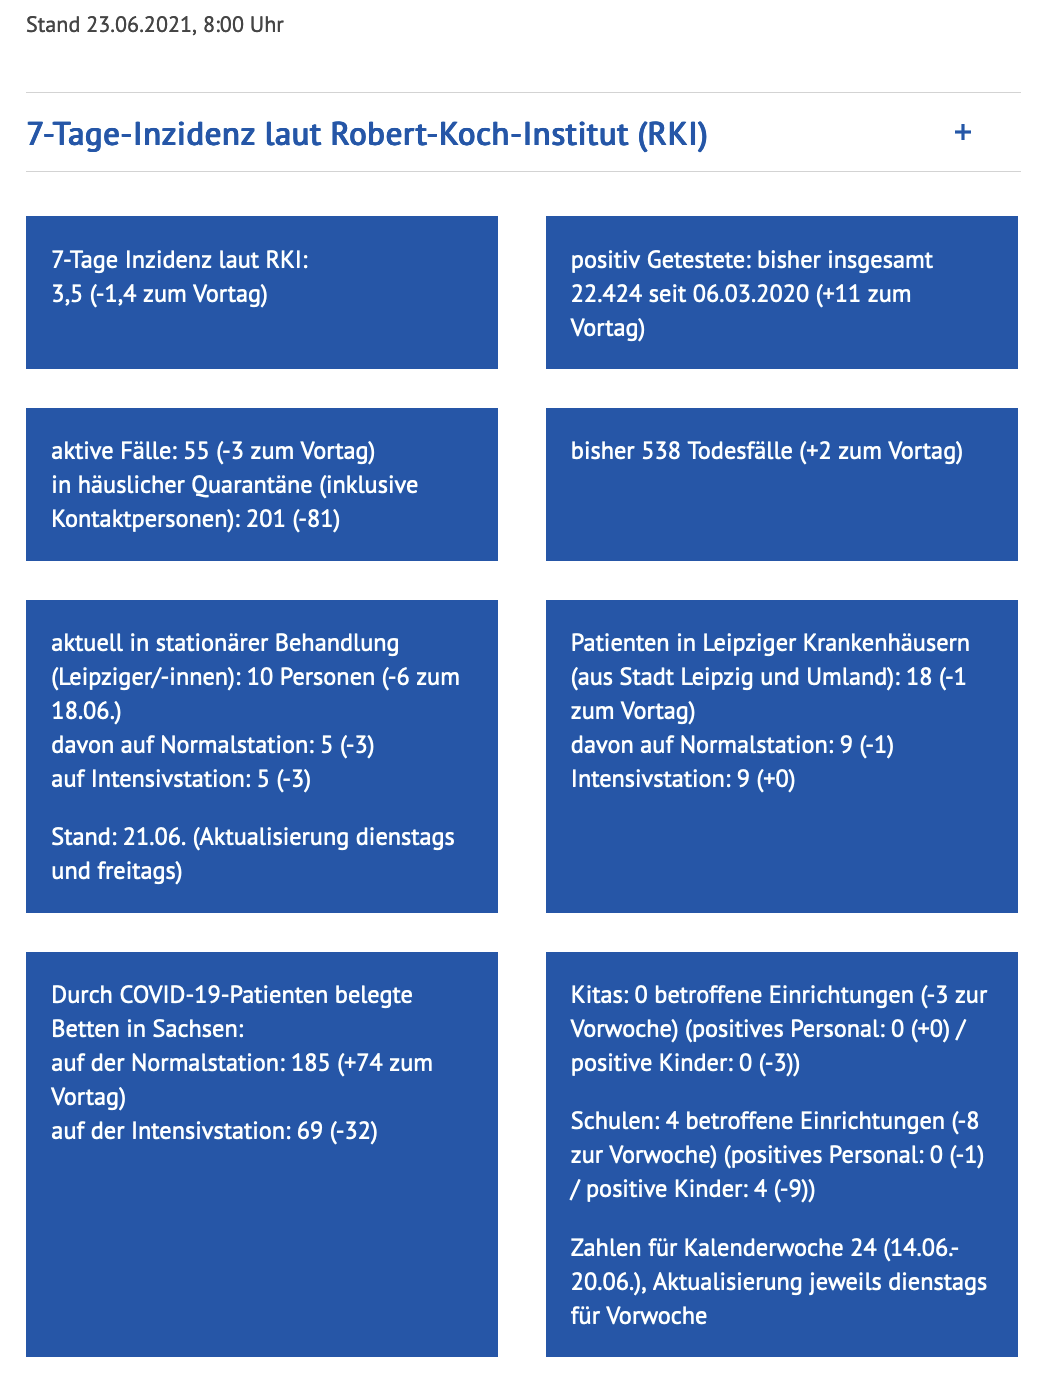 Stand 23.06.2021, 8:00 Uhr
7-Tage-Inzidenz laut Robert-Koch-Institut (RKI)
+
7-Tage Inzidenz laut RKI:
3,5 (-1,4 zum Vortag)
positiv Getestete: bisher insgesamt
22.424 seit 06.03.2020 (+11 zum
Vortag)
aktive Fälle: 55 (-3 zum Vortag)
in häuslicher Quarantäne (inklusive
Kontaktpersonen): 201 (-81)
bisher 538 Todesfälle (+2 zum Vortag)
aktuell in stationärer Behandlung
(Leipziger/-innen): 10 Personen (-6 zum
18.06.)
davon auf Normalstation: 5 (-3)
auf Intensivstation: 5 (-3)
Stand: 21.06. (Aktualisierung dienstags
und freitags)
Patienten in Leipziger Krankenhäusern
(aus Stadt Leipzig und Umland): 18 (-1
zum Vortag)
davon auf Normalstation: 9 (-1)
Intensivstation: 9 (+0)
Durch COVID-19-Patienten belegte
Betten in Sachsen:
auf der Normalstation: 185 (+74 zum
Vortag)
auf der Intensivstation: 69 (-32)
Kitas: 0 betroffene Einrichtungen (-3 zur
Vorwoche) (positives Personal: 0 (+0) /
positive Kinder: 0 (-3))
Schulen: 4 betroffene Einrichtungen (-8
zur Vorwoche) (positives Personal: 0 (-1)
/ positive Kinder: 4 (-9))
Zahlen für Kalenderwoche 24 (14.06.-
20.06.), Aktualisierung jeweils dienstags
für Vorwoche